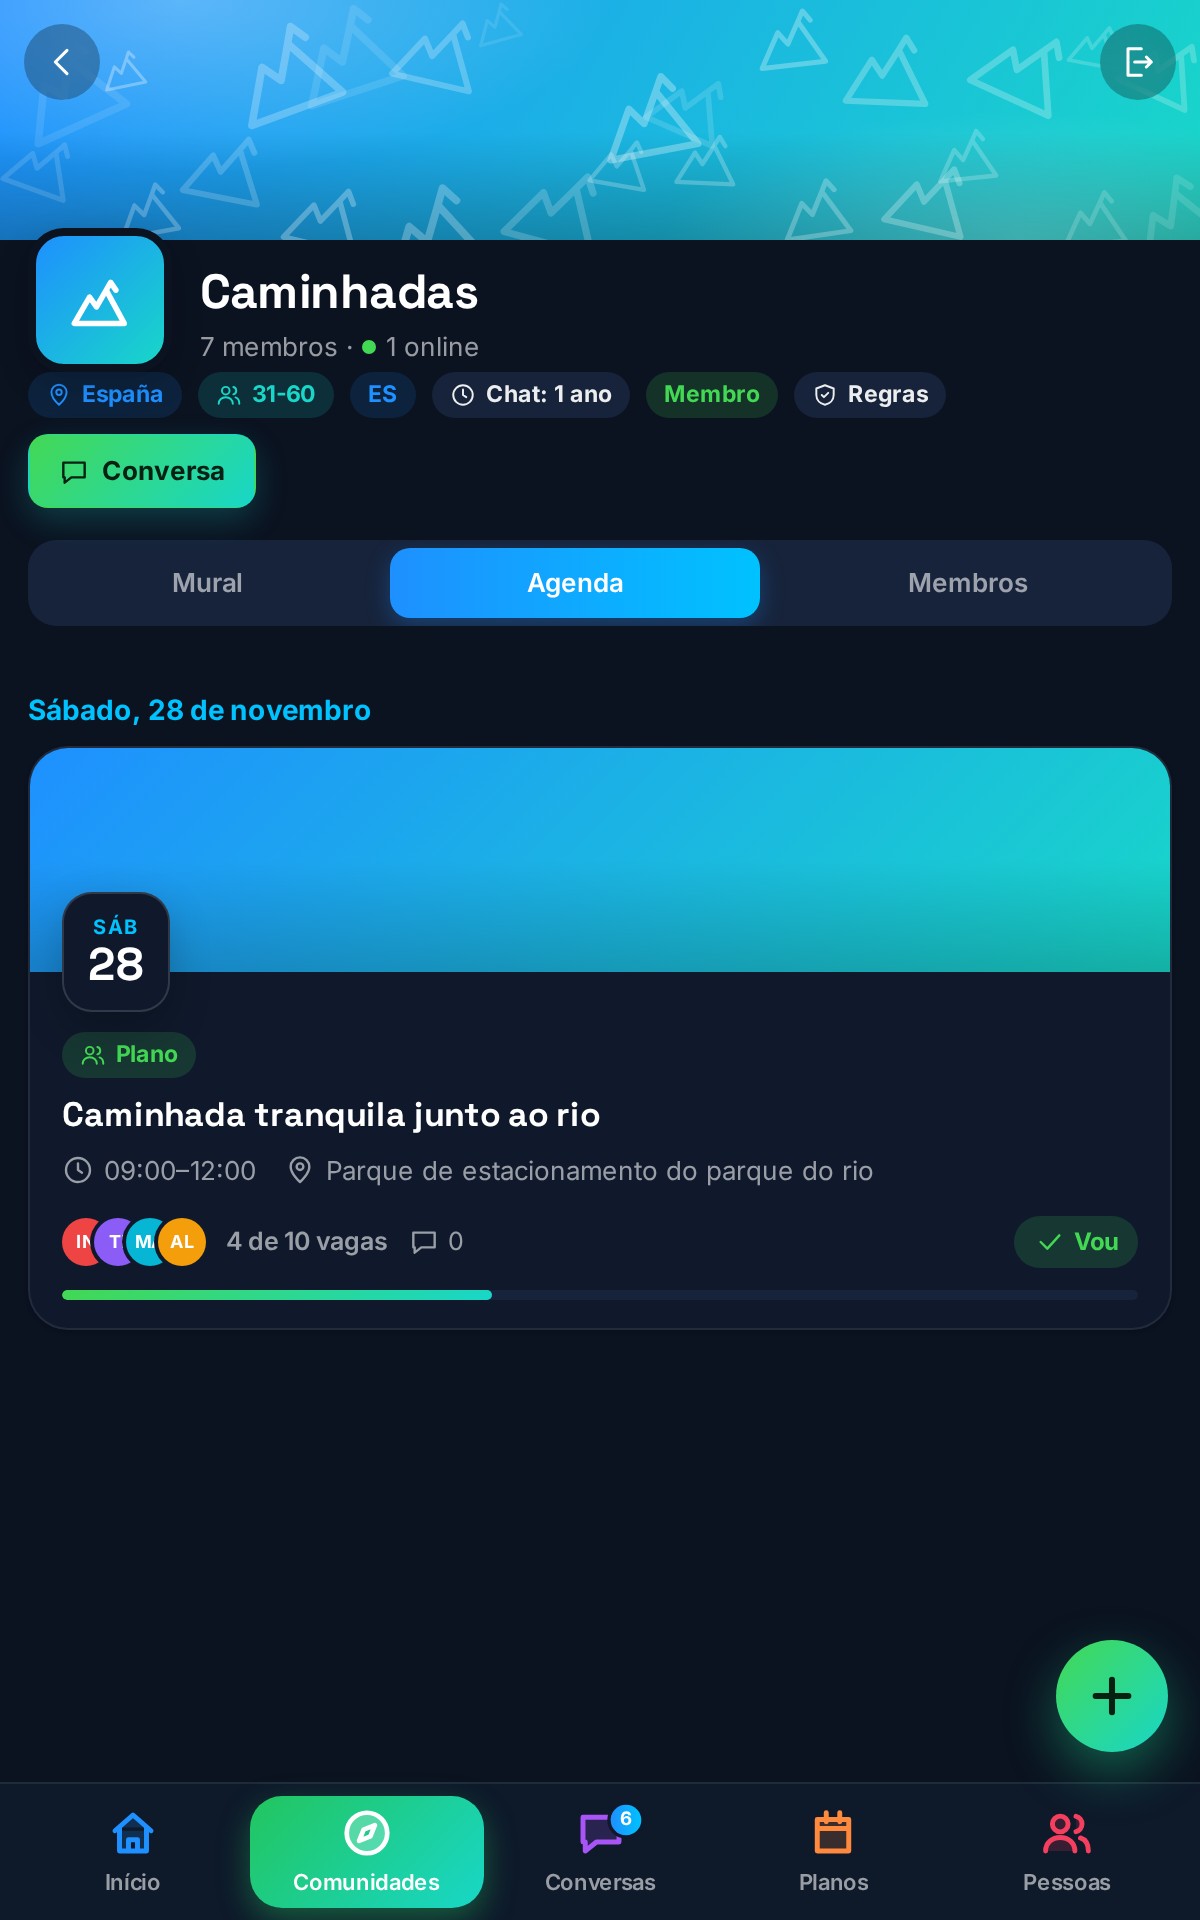 Caminhadas
7 membros · 1 online
España 31-60 ES Chat: 1 ano Membro Regras
Conversa
Mural Agenda Membros
Sábado, 28 de novembro
SÁB
28
Plano
Caminhada tranquila junto ao rio
09:00–12:00 Parque de estacionamento do parque do rio
AL 4 de 10 vagas 0 Vou
6
Início Comunidades Conversas Planos Pessoas